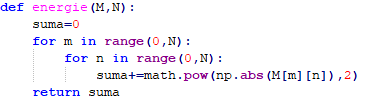 def energie(M,N):
    suma=0
    for m in range(0,N):
        for n in range(0,N):
            suma+=math.pow(np.abs(M[m][n]),2)
    return suma